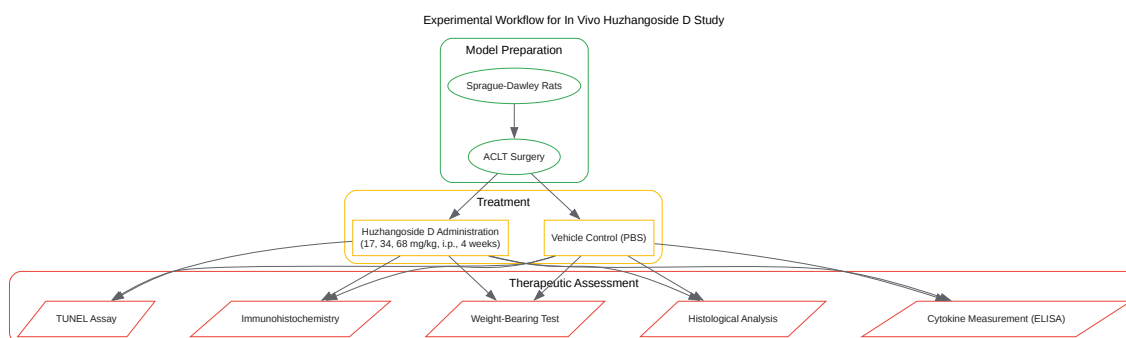 Experimental Workflow for In Vivo Huzhangoside D Study
Model Preparation
Sprague-Dawley Rats
ACLT Surgery
Treatment
Huzhangoside D Administration
(17, 34, 68 mg/kg, i.p., 4 weeks)
Vehicle Control (PBS)
Therapeutic Assessment
TUNEL Assay
Immunohistochemistry
Weight-Bearing Test
Histological Analysis
Cytokine Measurement (ELISA)